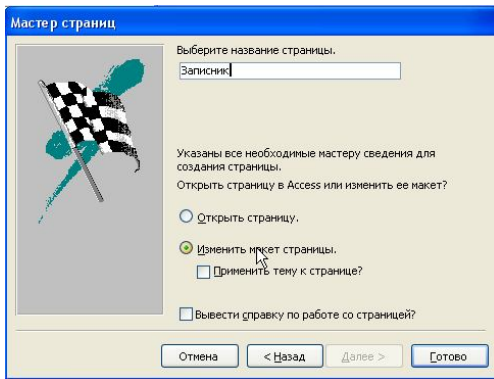 Мастер страниц
Выберите название страницы.
Записник
Указаны все необходимые мастеру сведения для
создания страницы.
Открыть страницу в Access или изменить ее макет?
Открыть страницу.
Изменить макет страницы.
Применить тему к странице?
Вывести справку по работе со страницей?
Отмена
< Назад
Далее >
Готово